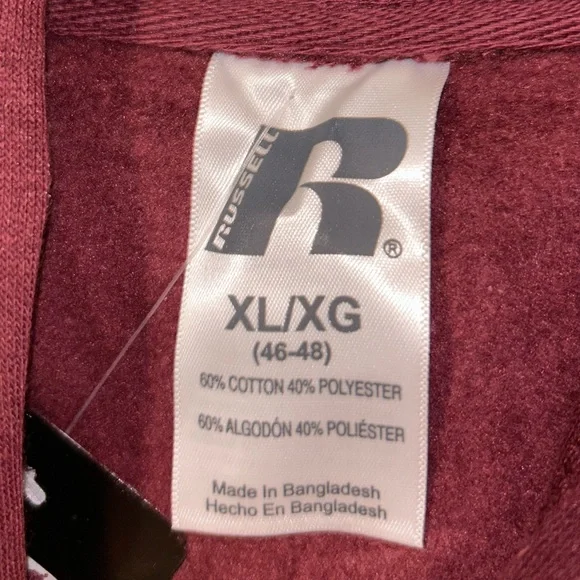 RUSSELL
R®
XL/XG
(46-48)
60% COTTON 40% POLYESTER
60% ALGODÓN 40% POLIÉSTER
Made In Bangladesh
Hecho En Bangladesh